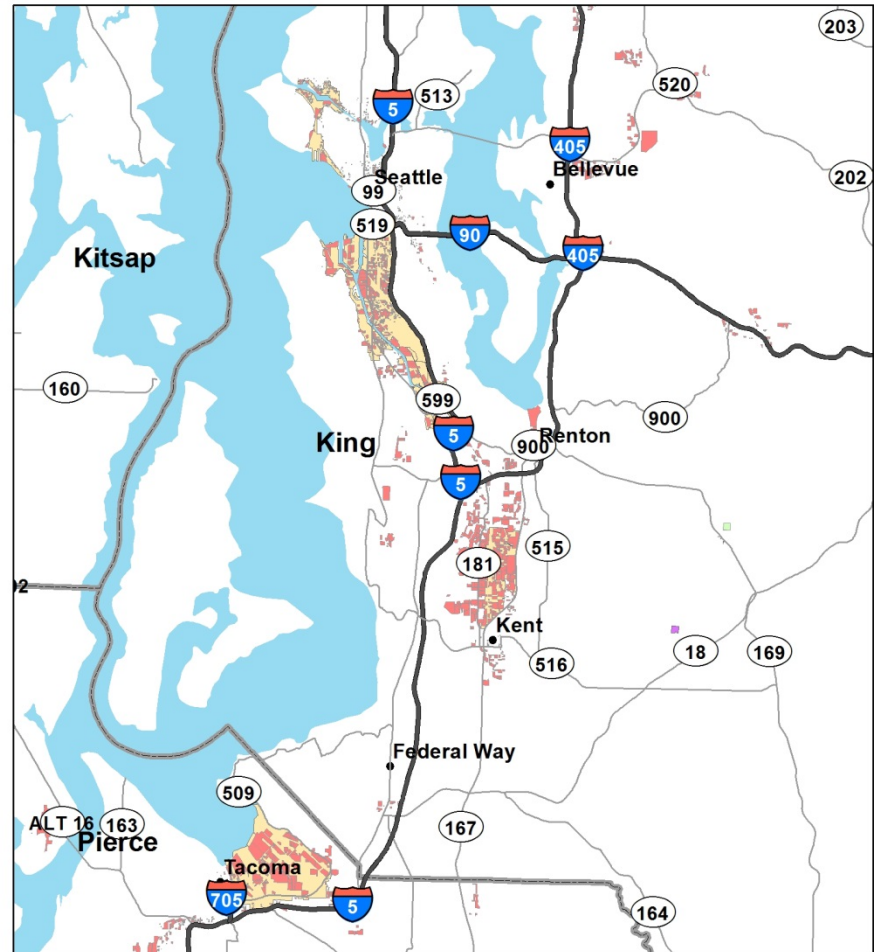 203
520
513
5
405
Bellevue
Seattle
99
202
519
90
405
Kitsap
160
599
900
5
King
Renton
900
5
515
181
02
Kent
516
18
169
Federal Way
509
ALT 16
163
167
Pierce
Tacoma
705
5
164